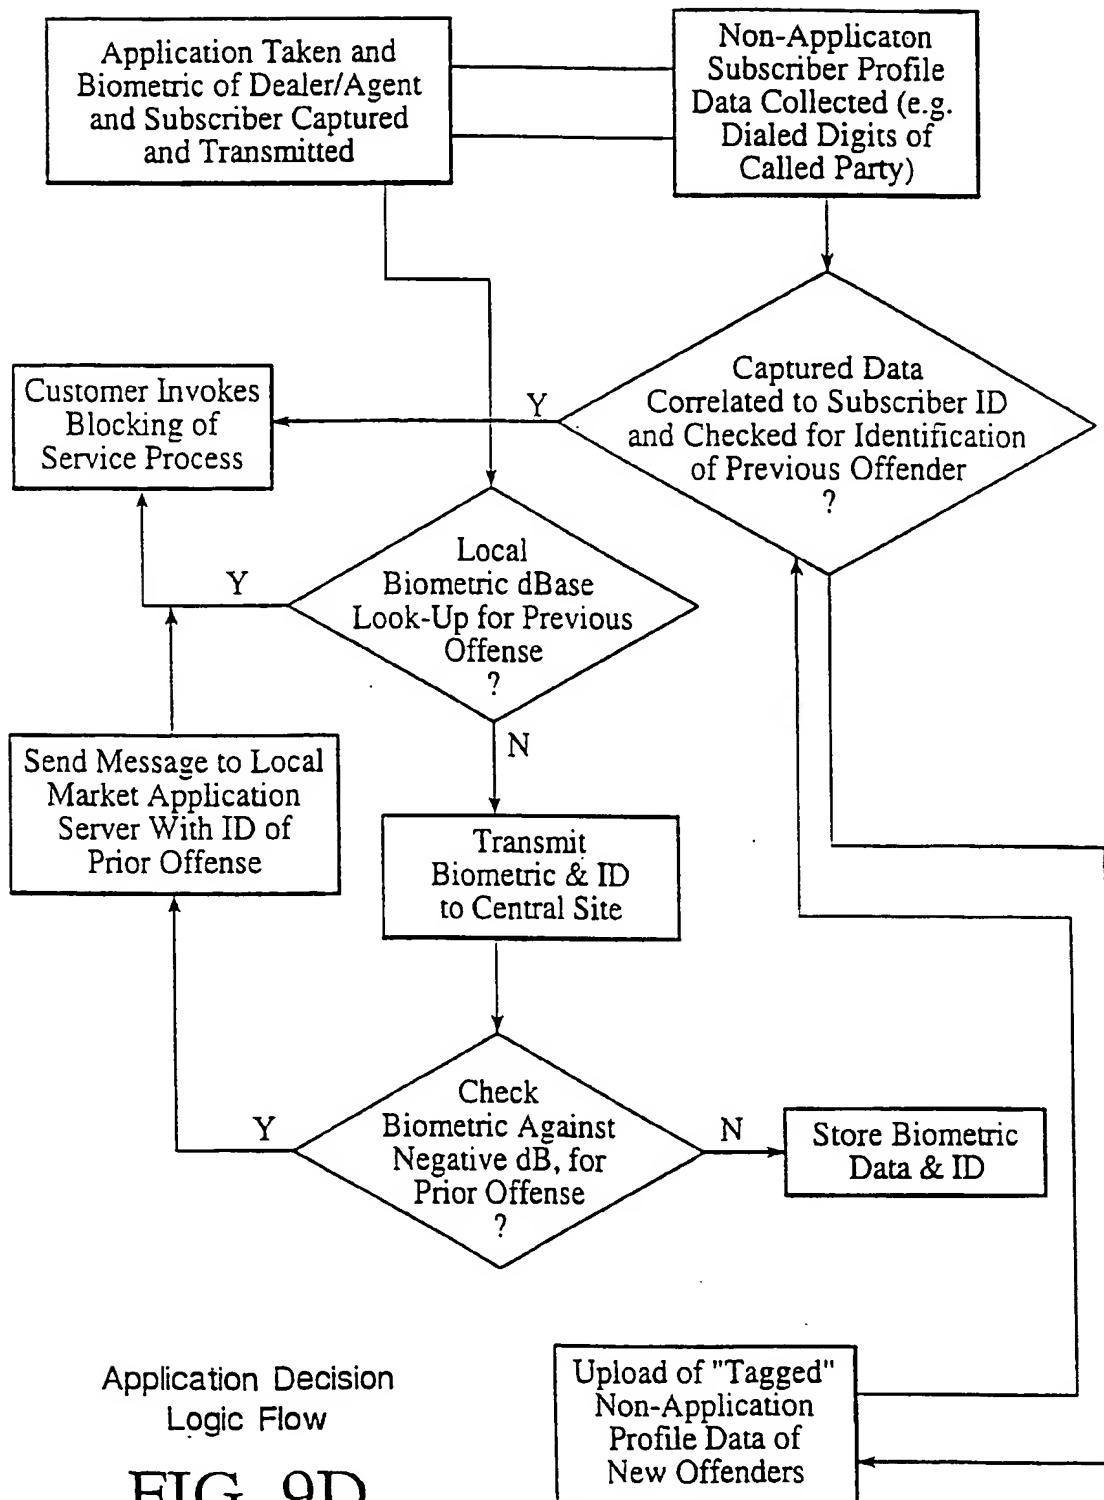 Application Taken and
Biometric of Dealer/Agent
and Subscriber Captured
and Transmitted
Non-Applicaton
Subscriber Profile
Data Collected (e.g.
Dialed Digits of
Called Party)
Customer Invokes
Blocking of
Service Process
Y
Captured Data
Correlated to Subscriber ID
and Checked for Identification
of Previous Offender
?
Y
Local
Biometric dBase
Look-Up for Previous
Offense
?
N
Send Message to Local
Market Application
Server With ID of
Prior Offense
Transmit
Biometric & ID
to Central Site
Y
Check
Biometric Against
Negative dB, for
Prior Offense
?
N
Store Biometric
Data & ID
Upload of "Tagged"
Non-Application
Profile Data of
New Offenders
Application Decision
Logic Flow
FIG. 9D